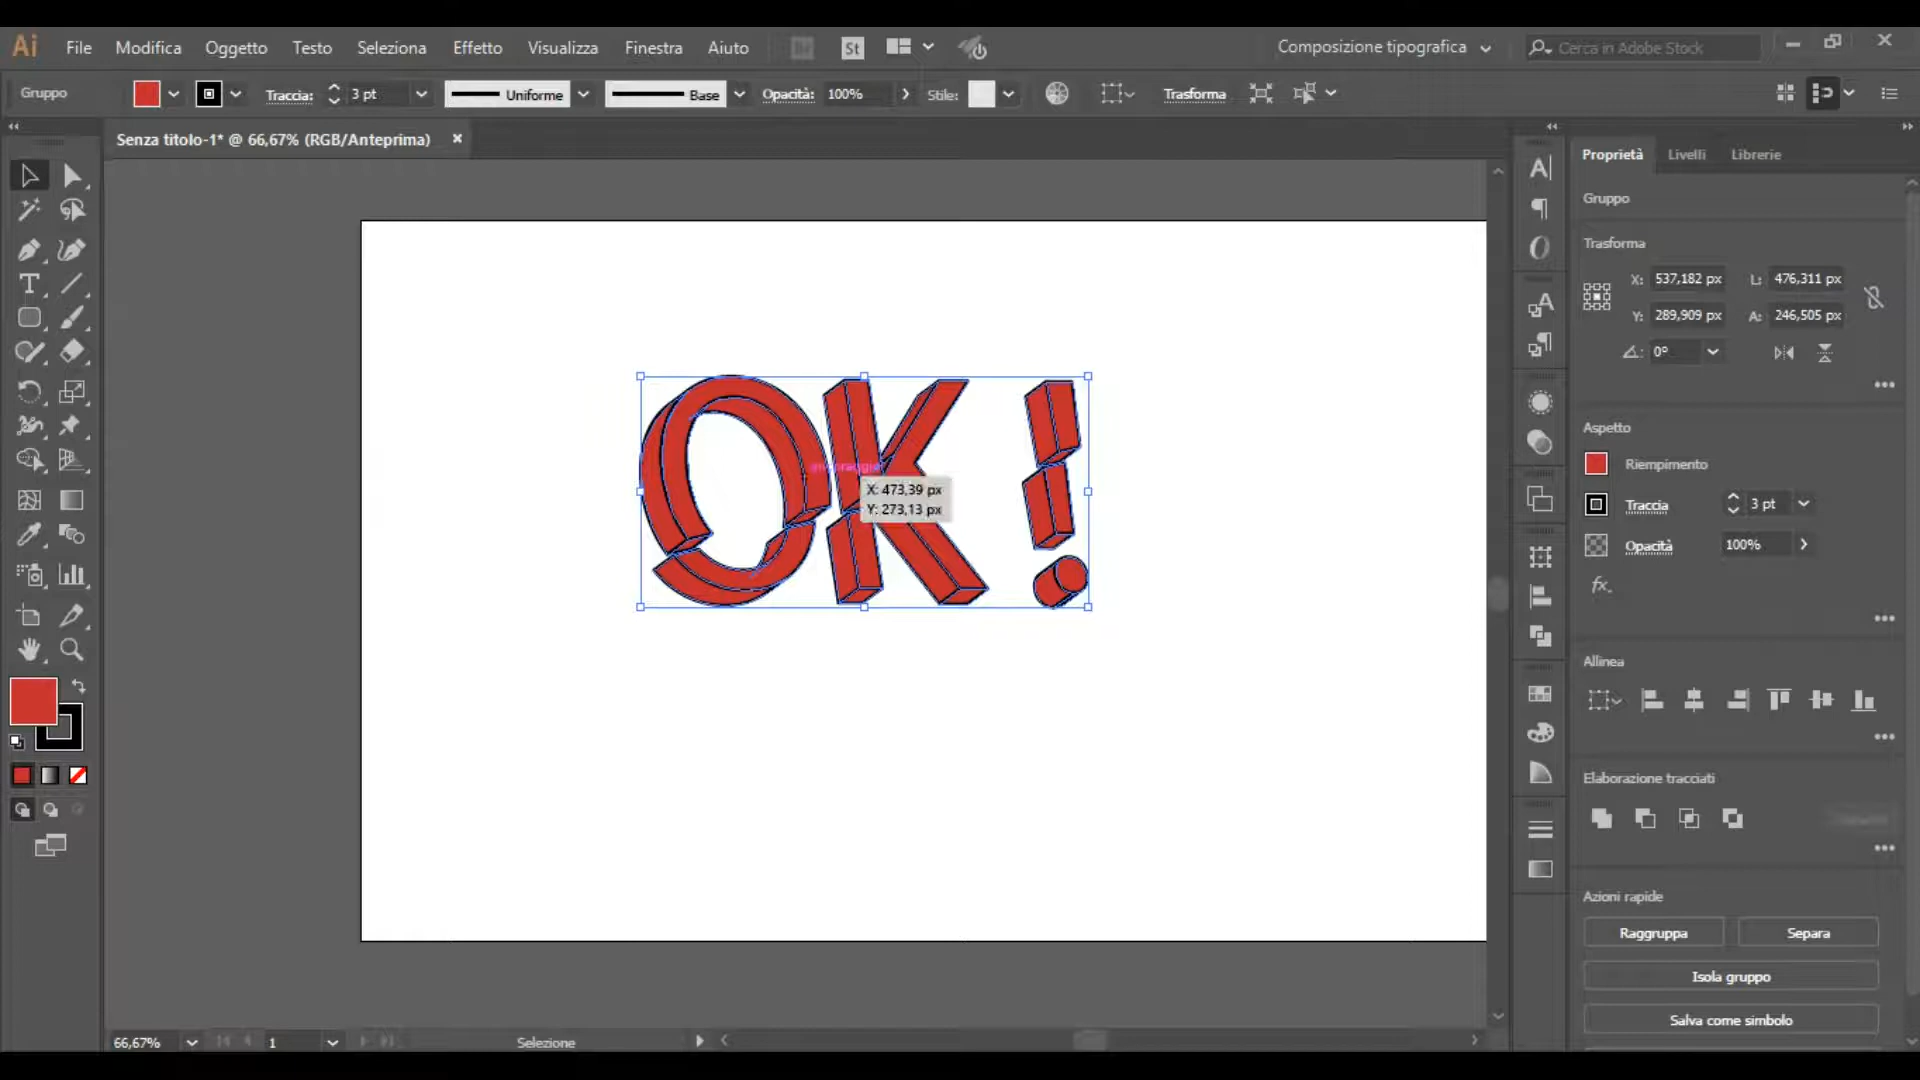 Ai File Modifica Oggetto Testo Seleziona Effetto Visualizza Finestra Aiuto St Composizione tipografica Cerca in Adobe Stock
Gruppo Traccia: 3 pt Uniforme Base Opacità: 100% Stile: Trasforma
Senza titolo-1* @ 66,67% (RGB/Anteprima)
Proprietà Livelli Librerie
Gruppo
Trasforma
X: 537,182 px L: 476,311 px
Y: 289,909 px A: 246,505 px
0°
Aspetto
Riempimento
Traccia 3 pt
Opacità 100%
fx.
OK!
X: 473,39 px
Y: 273,13 px
Allinea
Elaborazione tracciati
Azioni rapide
Raggruppa Separa
Isola gruppo
Salva come simbolo
66,67% 1 Selezione